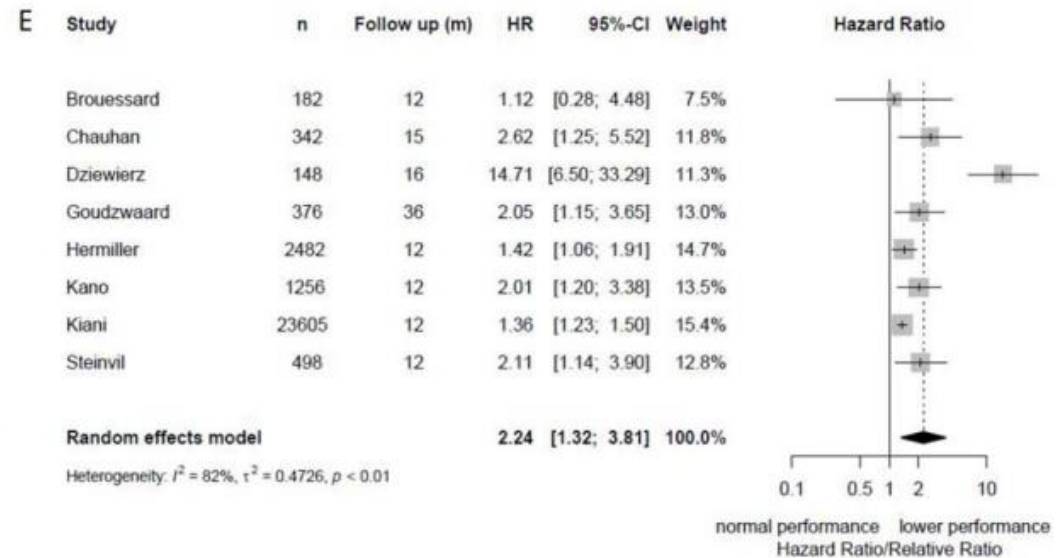 E Study n Follow up (m) HR 95%-CI Weight Hazard Ratio
Brouessard 182 12 1.12 [0.28; 4.48] 7.5%
Chauhan 342 15 2.62 [1.25; 5.52] 11.8%
Dziewierz 148 16 14.71 [6.50; 33.29] 11.3%
Goudzwaard 376 36 2.05 [1.15; 3.65] 13.0%
Hermiller 2482 12 1.42 [1.06; 1.91] 14.7%
Kano 1256 12 2.01 [1.20; 3.38] 13.5%
Kiani 23605 12 1.36 [1.23; 1.50] 15.4%
Steinvil 498 12 2.11 [1.14; 3.90] 12.8%
Random effects model 2.24 [1.32; 3.81] 100.0%
Heterogeneity: I² = 82%, τ² = 0.4726, p < 0.01
0.1 0.5 1 2 10
normal performance lower performance
Hazard Ratio/Relative Ratio